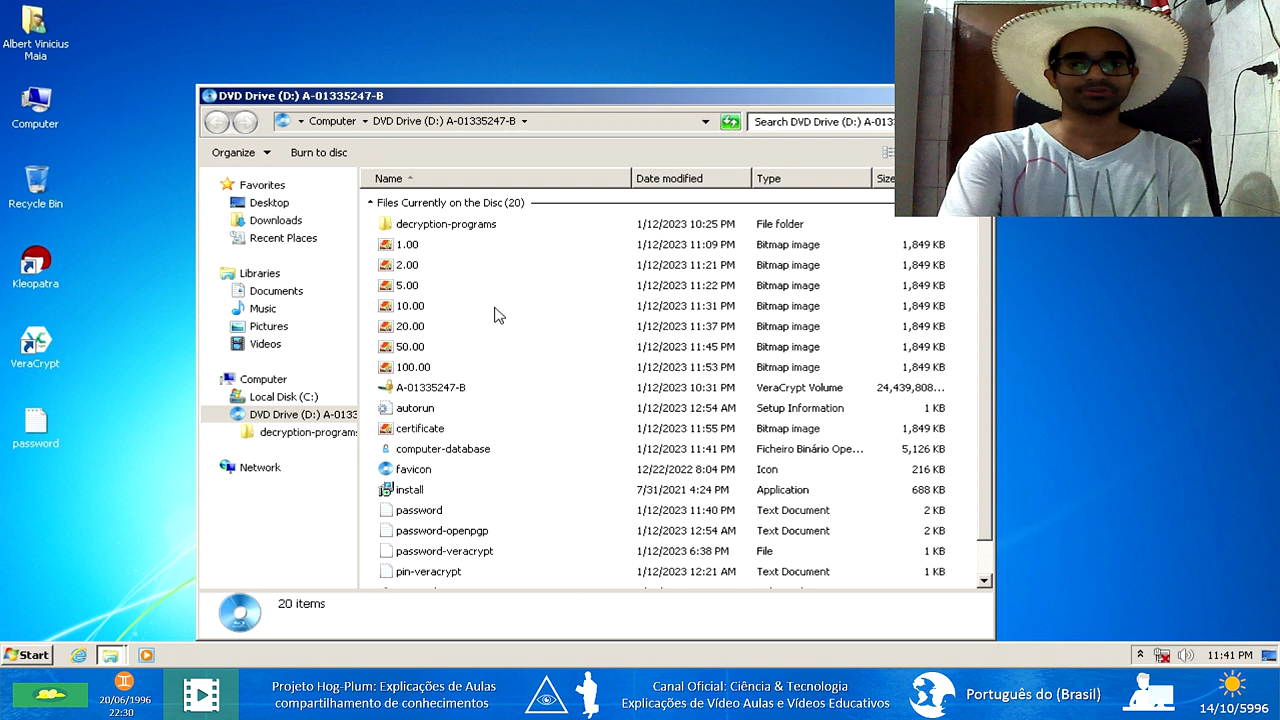 Albert Vinicius
Maia
Computer
Recycle Bin
Kleopatra
VeraCrypt
password
DVD Drive (D:) A-01335247-B
Computer DVD Drive (D:) A-01335247-B
Search DVD Drive (D:) A-013
Organize Burn to disc
Favorites
Desktop
Downloads
Recent Places
Libraries
Documents
Music
Pictures
Videos
Computer
Local Disk (C:)
DVD Drive (D:) A-0133
decryption-programs
Network
Name Date modified Type Size
Files Currently on the Disc (20)
decryption-programs 1/12/2023 10:25 PM File folder
1.00 1/12/2023 11:09 PM Bitmap image 1,849 KB
2.00 1/12/2023 11:21 PM Bitmap image 1,849 KB
5.00 1/12/2023 11:22 PM Bitmap image 1,849 KB
10.00 1/12/2023 11:31 PM Bitmap image 1,849 KB
20.00 1/12/2023 11:37 PM Bitmap image 1,849 KB
50.00 1/12/2023 11:45 PM Bitmap image 1,849 KB
100.00 1/12/2023 11:53 PM Bitmap image 1,849 KB
A-01335247-B 1/12/2023 10:31 PM VeraCrypt Volume 24,439,808...
autorun 1/12/2023 12:54 AM Setup Information 1 KB
certificate 1/12/2023 11:55 PM Bitmap image 1,849 KB
computer-database 1/12/2023 11:41 PM Ficheiro Binário Ope... 5,126 KB
favicon 12/22/2022 8:04 PM Icon 216 KB
install 7/31/2021 4:24 PM Application 688 KB
password 1/12/2023 11:40 PM Text Document 2 KB
password-openpgp 1/12/2023 12:54 AM Text Document 2 KB
password-veracrypt 1/12/2023 6:38 PM File 1 KB
pin-veracrypt 1/12/2023 12:21 AM Text Document 1 KB
20 items
Start
11:41 PM
20/06/1996
22:30
Projeto Hog-Plum: Explicações de Aulas
compartilhamento de conhecimentos
Canal Oficial: Ciência & Tecnologia
Explicações de Vídeo Aulas e Vídeos Educativos
Português do (Brasil)
14/10/5996